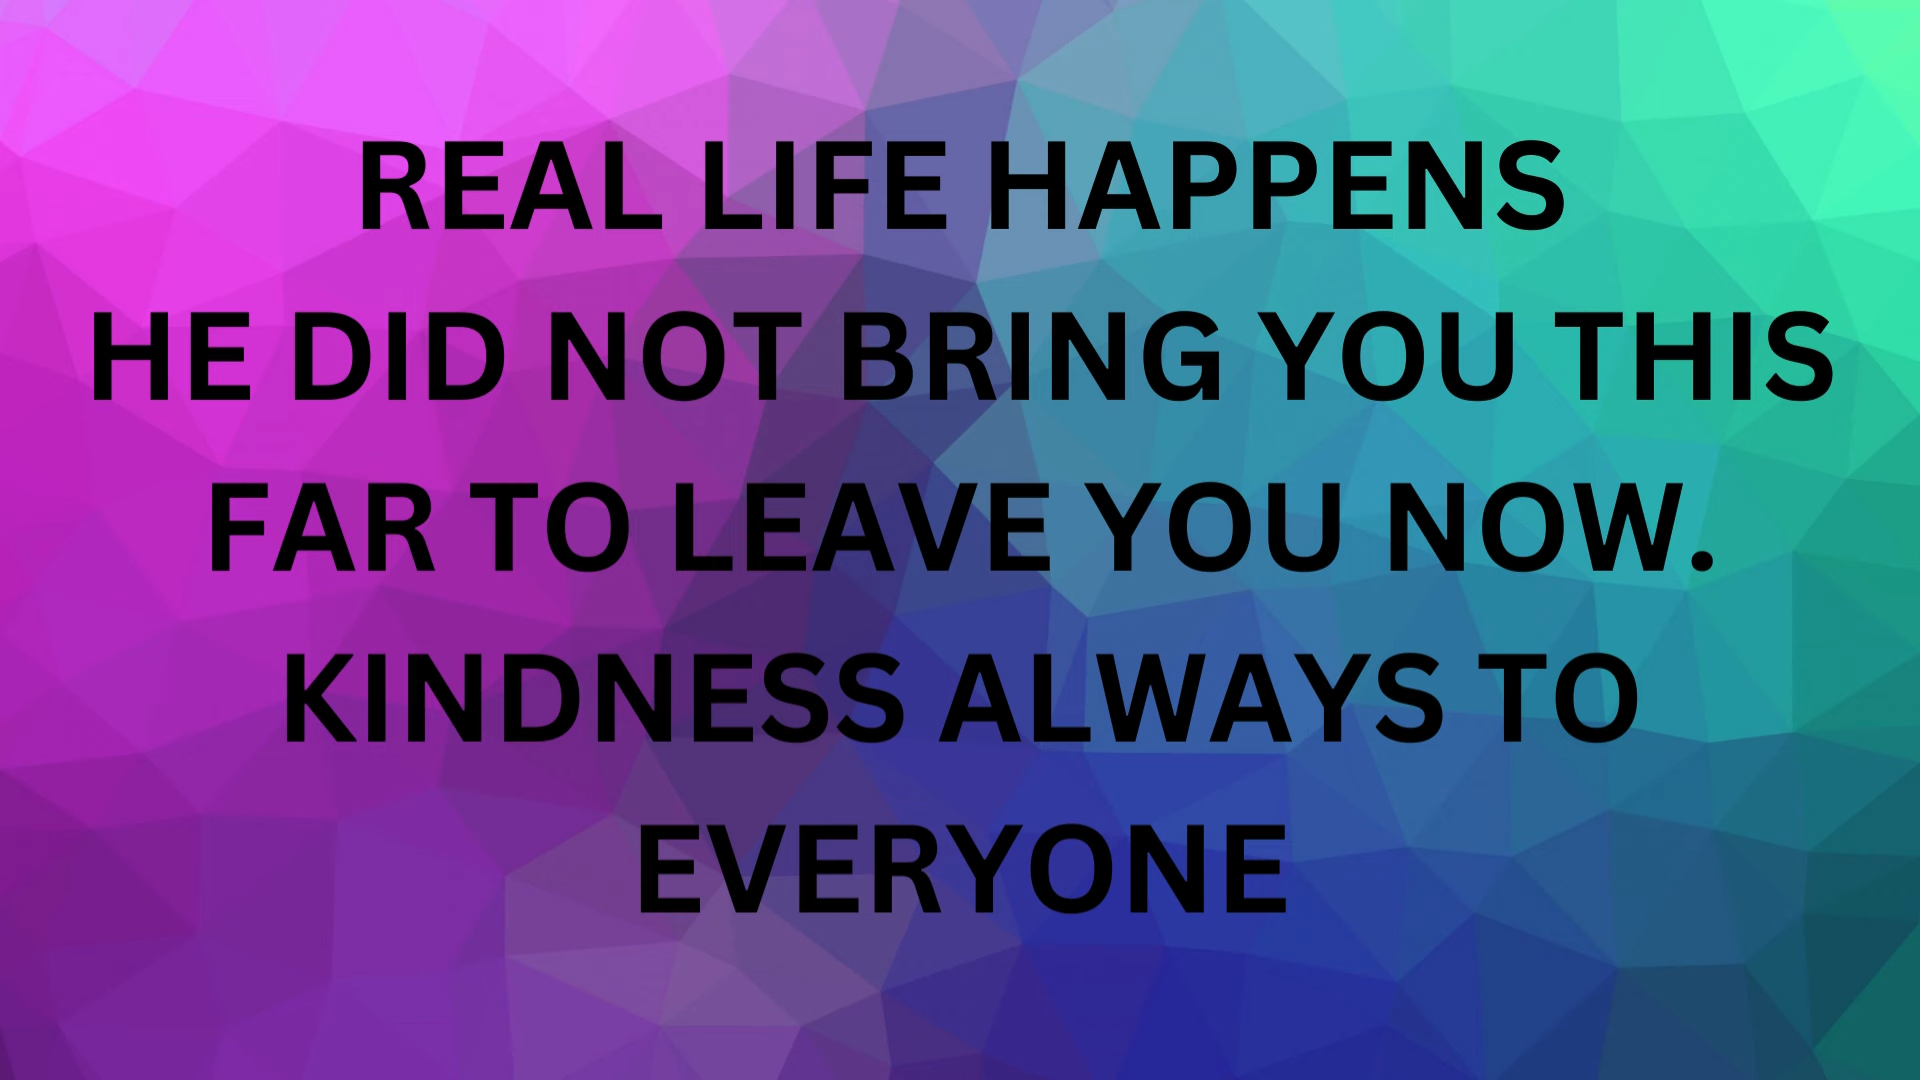 REAL LIFE HAPPENS
HE DID NOT BRING YOU THIS
FAR TO LEAVE YOU NOW.
KINDNESS ALWAYS TO
EVERYONE